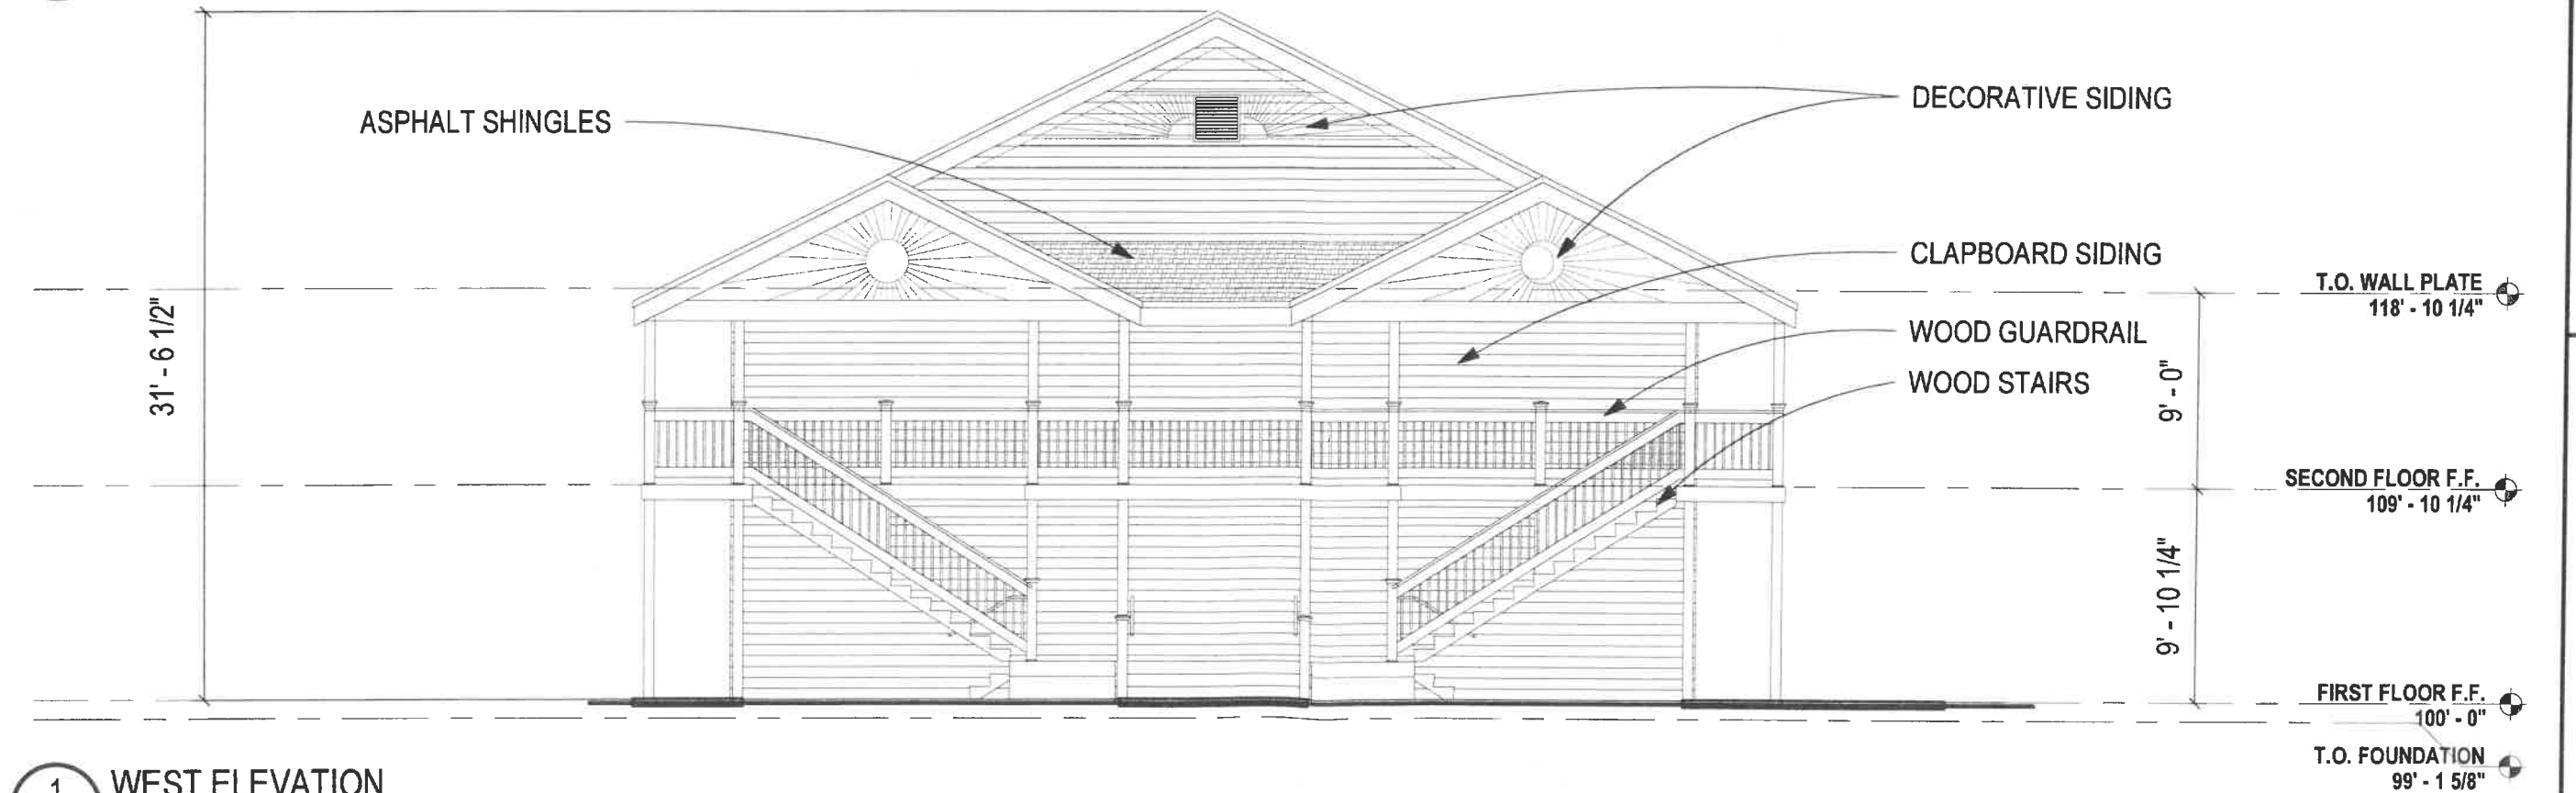 ASPHALT SHINGLES
DECORATIVE SIDING
CLAPBOARD SIDING
T.O. WALL PLATE
118' - 10 1/4"
31' - 6 1/2"
WOOD GUARDRAIL
WOOD STAIRS
9' - 0"
SECOND FLOOR F.F.
109' - 10 1/4"
9' - 10 1/4"
FIRST FLOOR F.F.
100' - 0"
T.O. FOUNDATION
99' - 1 5/8"
1 WEST ELEVATION